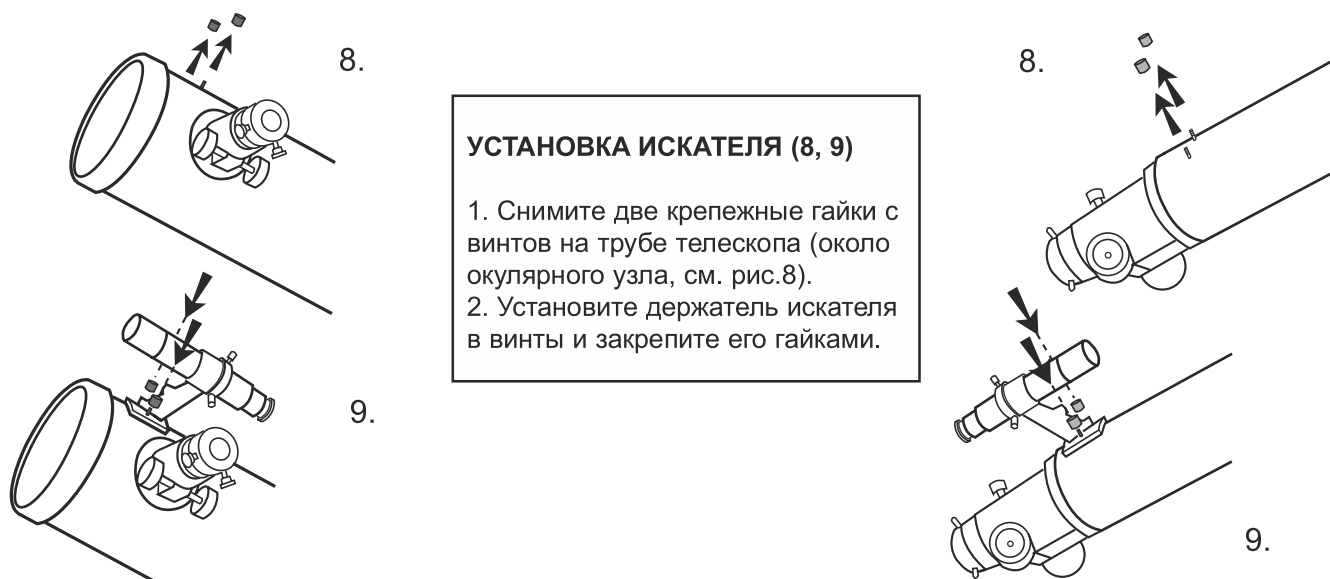 8.
8.
УСТАНОВКА ИСКАТЕЛЯ (8, 9)
1. Снимите две крепежные гайки с
винтов на трубе телескопа (около
окулярного узла, см. рис.8).
2. Установите держатель искателя
в винты и закрепите его гайками.
9.
9.